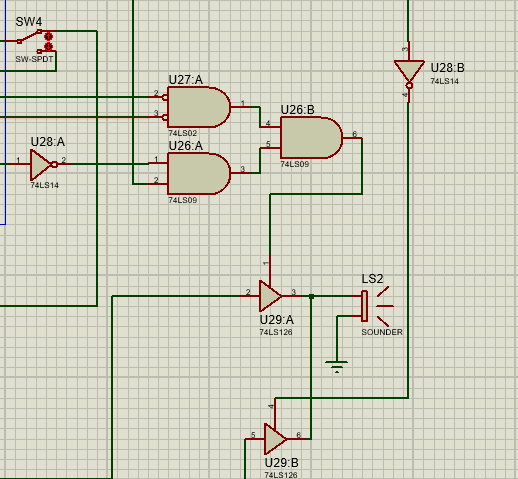 SW4
SW-SPDT
3
U28:B
74LS14
4
U27:A
2
3
1
74LS02
U26:B
4
5
6
74LS09
U28:A
1
2
74LS14
U26:A
1
2
3
74LS09
1
2
3
U29:A
74LS126
LS2
SOUNDER
4
5
6
U29:B
74LS126